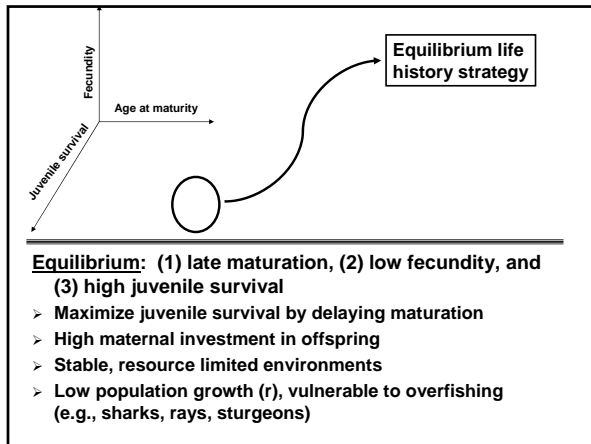 Fecundity
Age at maturity
Juvenile survival
Equilibrium life
history strategy
Equilibrium: (1) late maturation, (2) low fecundity, and
(3) high juvenile survival
➢ Maximize juvenile survival by delaying maturation
➢ High maternal investment in offspring
➢ Stable, resource limited environments
➢ Low population growth (r), vulnerable to overfishing
(e.g., sharks, rays, sturgeons)